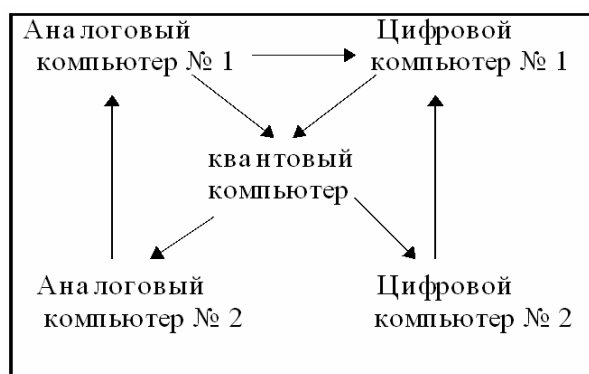 Аналоговый
компьютер № 1
Цифровой
компьютер № 1
квантовый
компьютер
Аналоговый
компьютер № 2
Цифровой
компьютер № 2